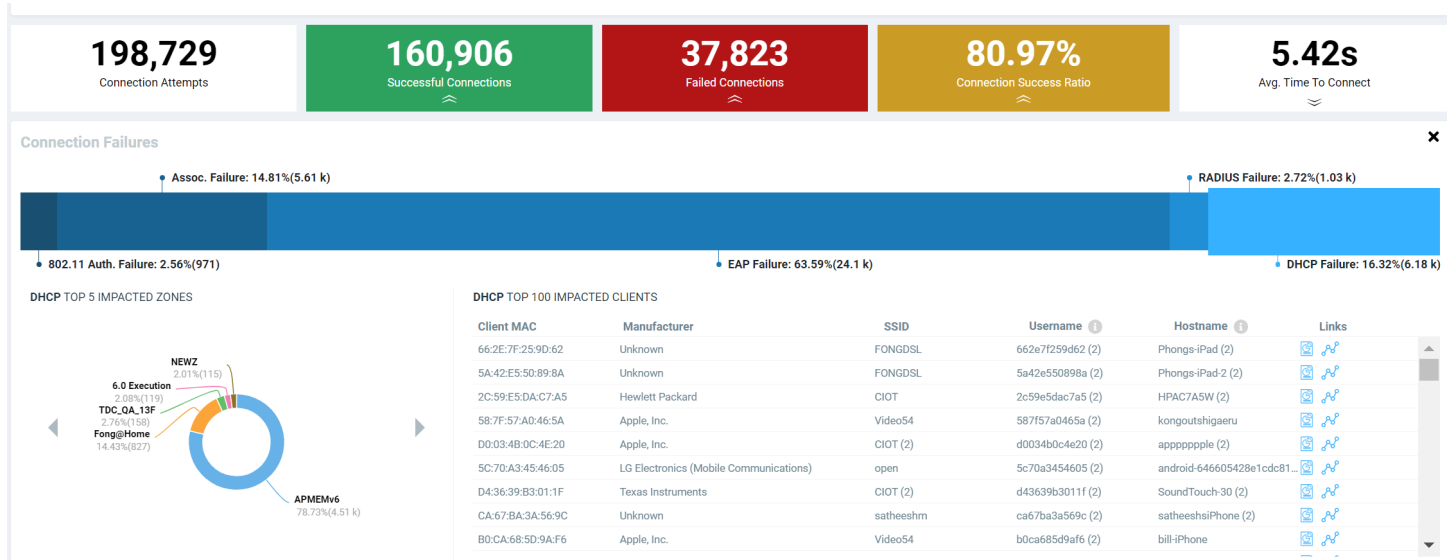 198,729
Connection Attempts
160,906
Successful Connections
37,823
Failed Connections
80.97%
Connection Success Ratio
5.42s
Avg. Time To Connect
Connection Failures
Assoc. Failure: 14.81%(5.61 k)
RADIUS Failure: 2.72%(1.03 k)
802.11 Auth. Failure: 2.56%(971)
EAP Failure: 63.59%(24.1 k)
DHCP Failure: 16.32%(6.18 k)
DHCP TOP 5 IMPACTED ZONES
NEWZ
2.01%(115)
6.0 Execution
2.08%(119)
TDC_QA_13F
2.76%(158)
Fong@Home
14.43%(827)
APMEMv6
78.73%(4.51 k)
DHCP TOP 100 IMPACTED CLIENTS
Client MAC Manufacturer SSID Username Hostname Links
66:2E:7F:25:9D:62 Unknown FONGDSL 662e7f259d62 (2) Phongs-iPad (2)
5A:42:E5:50:89:8A Unknown FONGDSL 5a42e550898a (2) Phongs-iPad-2 (2)
2C:59:E5:DA:C7:A5 Hewlett Packard CIOT 2c59e5dac7a5 (2) HPAC7A5W (2)
58:7F:57:A0:46:5A Apple, Inc. Video54 587f57a0465a (2) kongoutshigaeru
D0:03:4B:0C:4E:20 Apple, Inc. CIOT (2) d0034b0c4e20 (2) appppppple (2)
5C:70:A3:45:46:05 LG Electronics (Mobile Communications) open 5c70a3454605 (2) android-646605428e1cdc81...
D4:36:39:B3:01:1F Texas Instruments CIOT (2) d43639b3011f (2) SoundTouch-30 (2)
CA:67:BA:3A:56:9C Unknown satheeshm ca67ba3a569c (2) satheeshsiPhone (2)
B0:CA:68:5D:9A:F6 Apple, Inc. Video54 b0ca685d9af6 (2) bill-iPhone